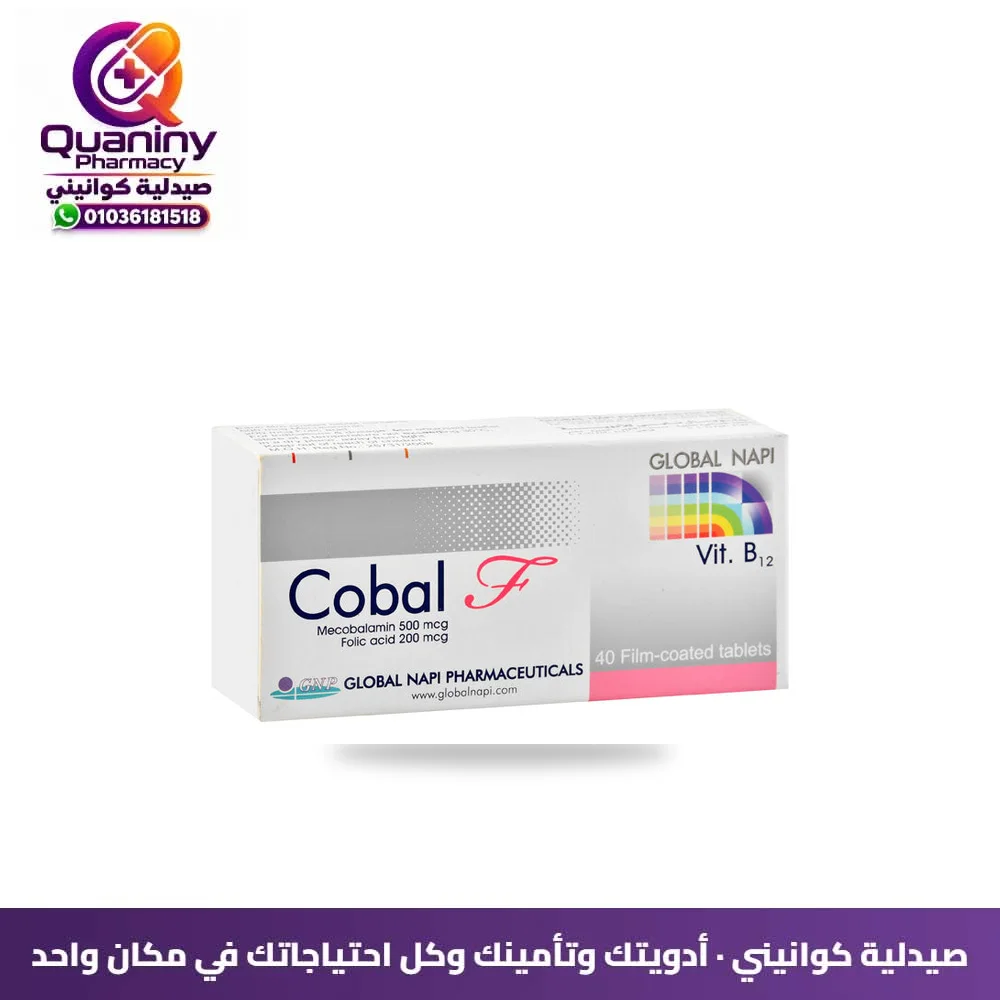 Quaniny
Pharmacy
صيدلية كوانيني
01036181518
GLOBAL NAPI
Vit. B12
Cobal F
Mecobalamin 500 mcg
Folic acid 200 mcg
40 Film-coated tablets
GNP GLOBAL NAPI PHARMACEUTICALS
www.globalnapi.com
صيدلية كوانيني · أدويتك وتأمينك وكل احتياجاتك في مكان واحد